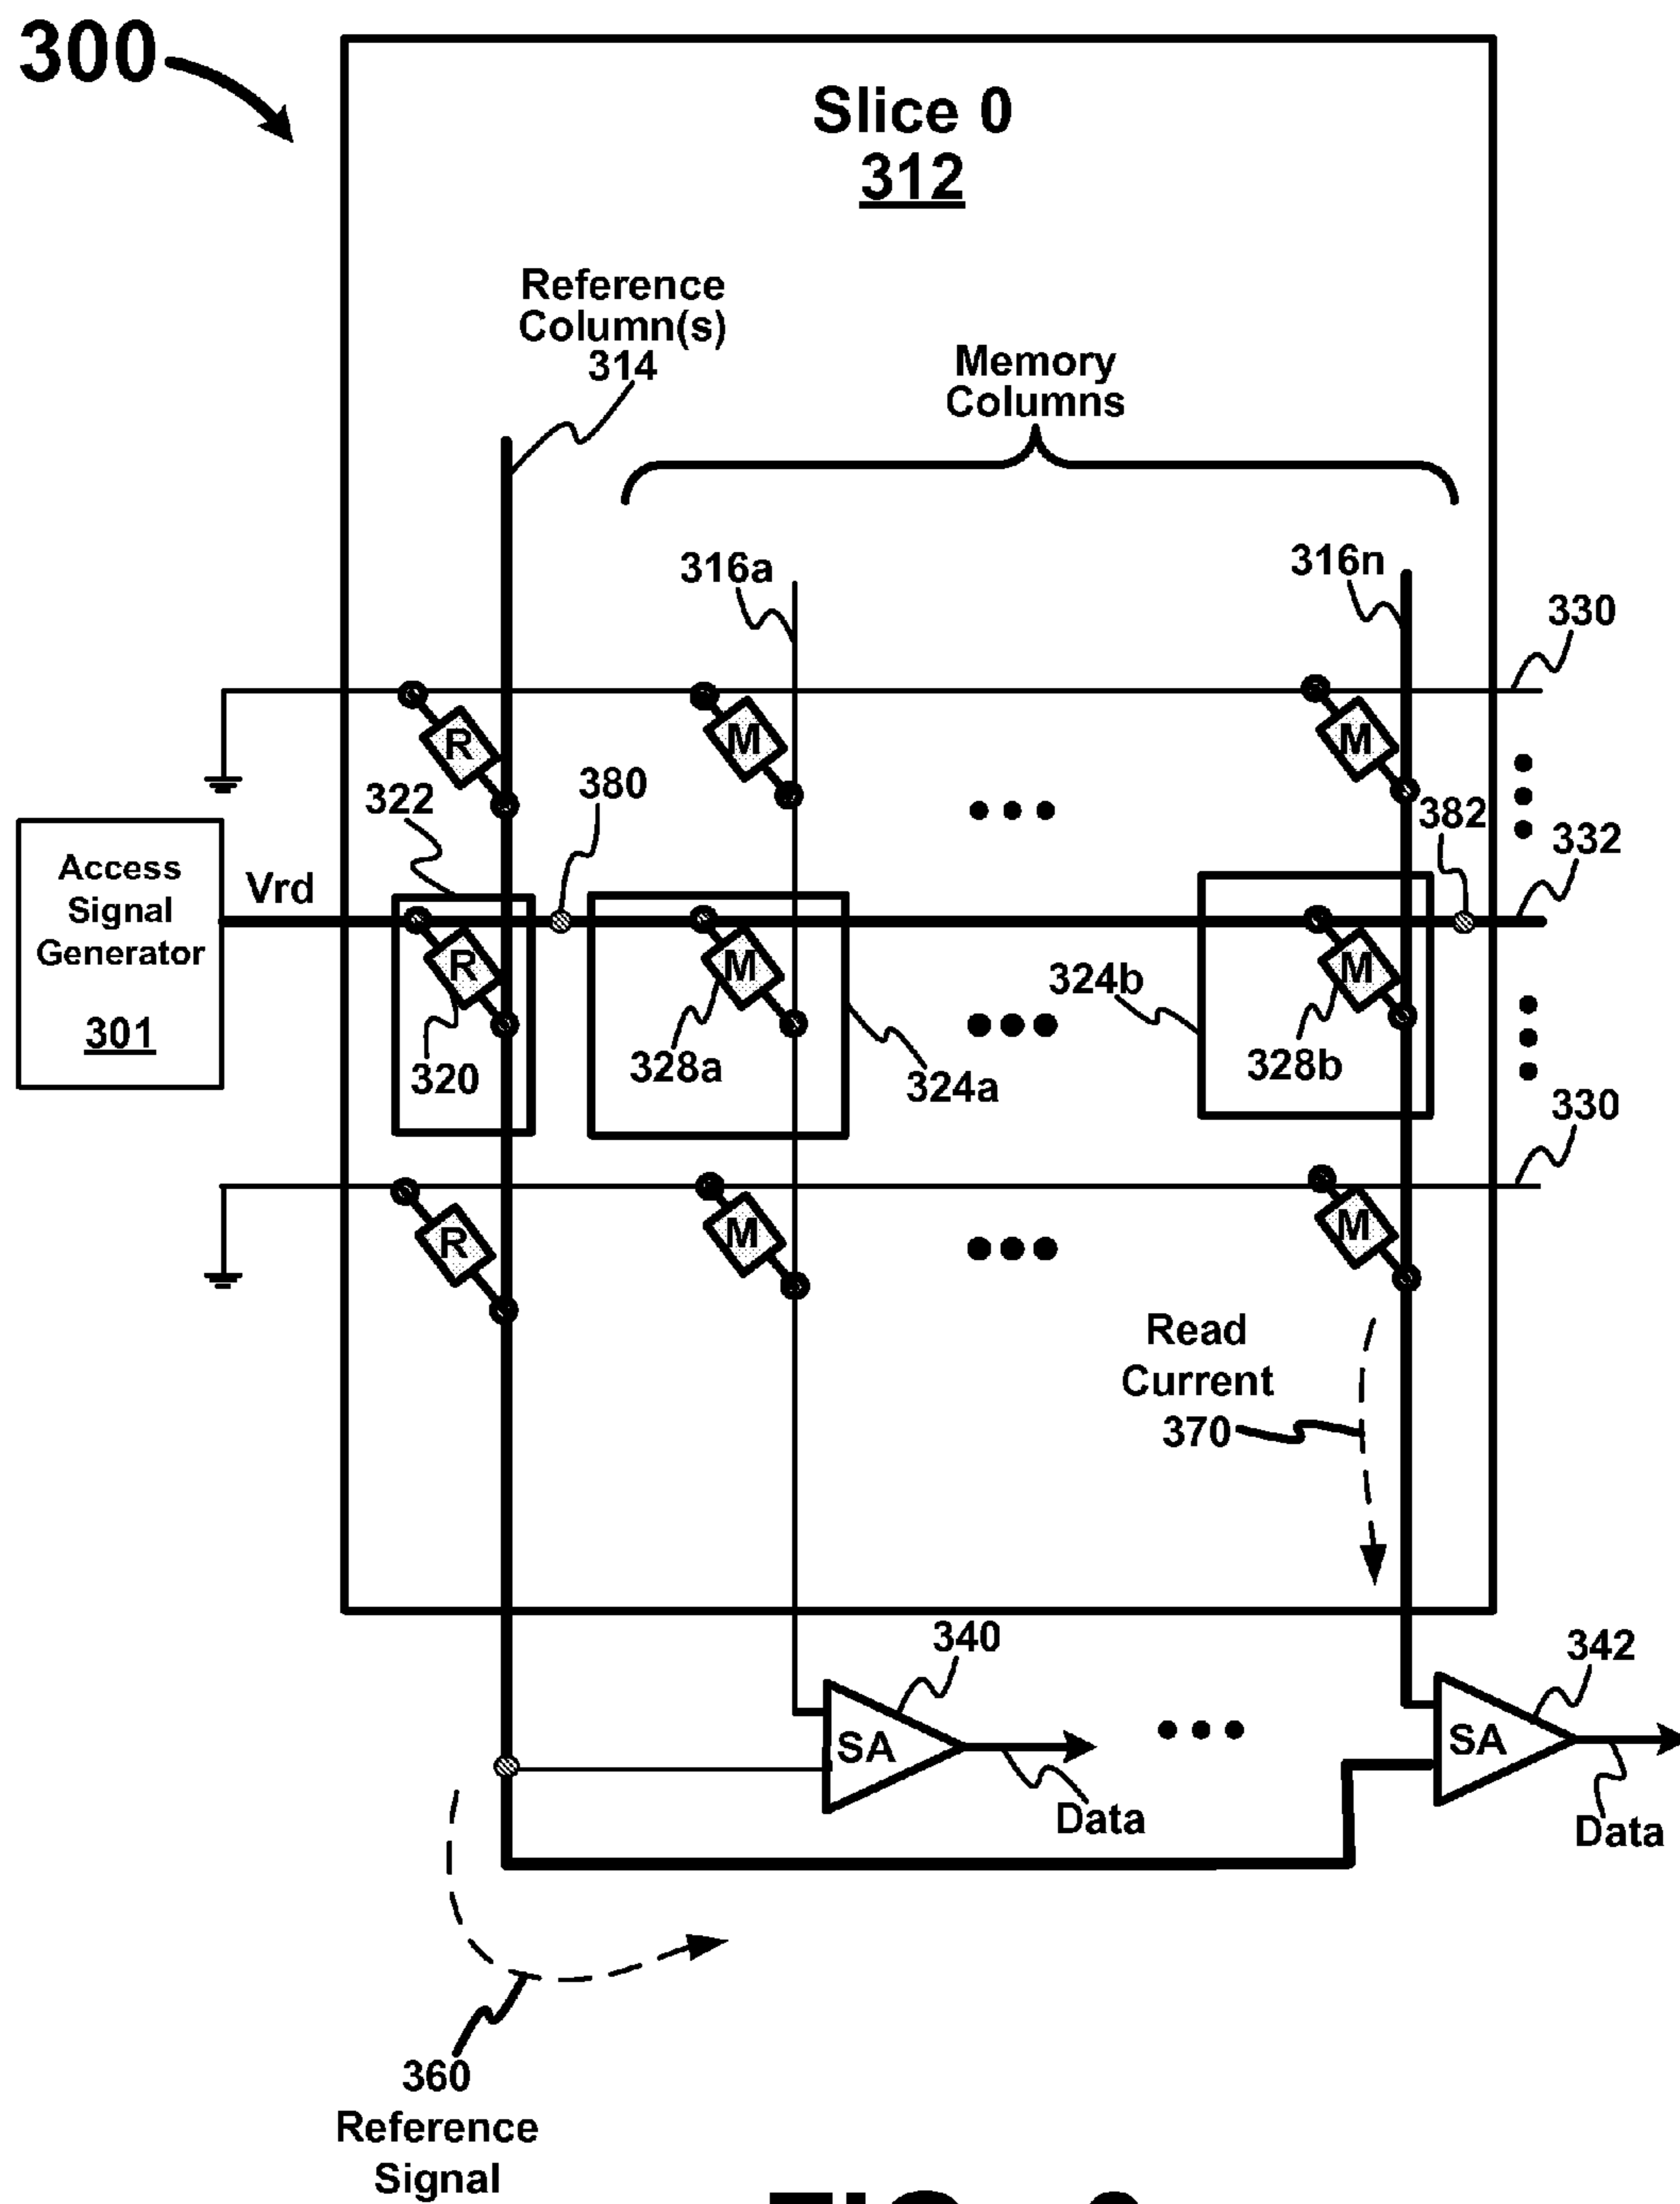 300
Slice 0
312
Reference
Column(s)
314
Memory
Columns
316a
316n
330
R
M
M
322
380
382
332
Access
Signal
Generator
301
Vrd
R
M
M
320
328a
324a
324b
328b
330
R
M
M
Read
Current
370
340
342
SA
SA
Data
Data
360
Reference
Signal